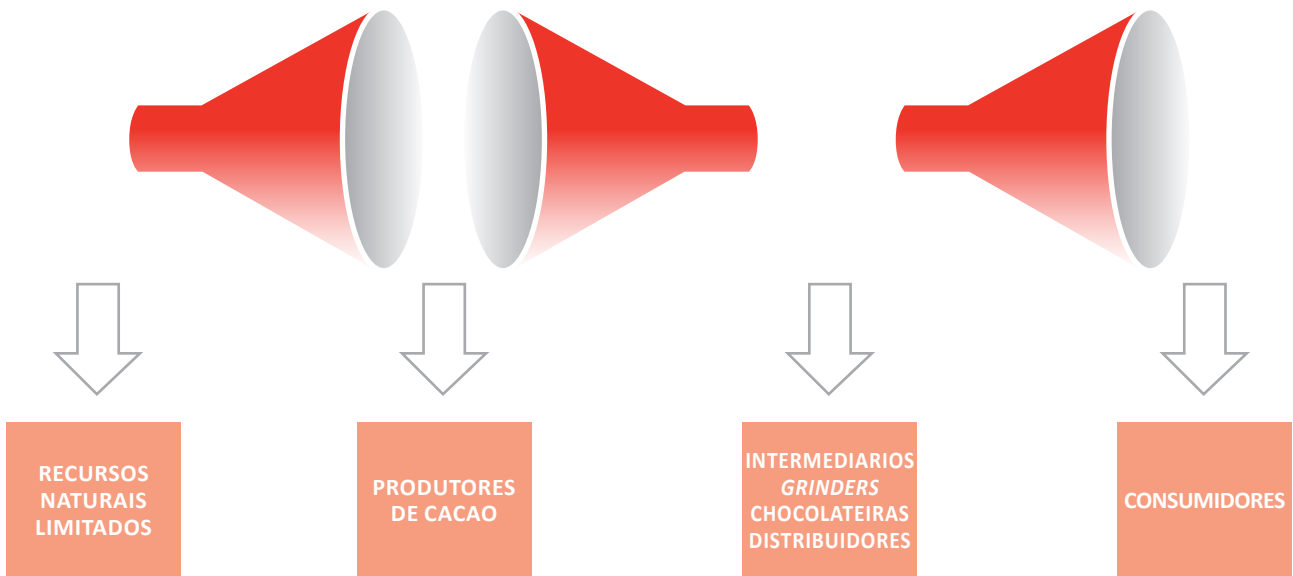 RECURSOS
NATURAIS
LIMITADOS
PRODUTORES
DE CACAO
INTERMEDIARIOS
GRINDERS
CHOCOLATEIRAS
DISTRIBUIDORES
CONSUMIDORES